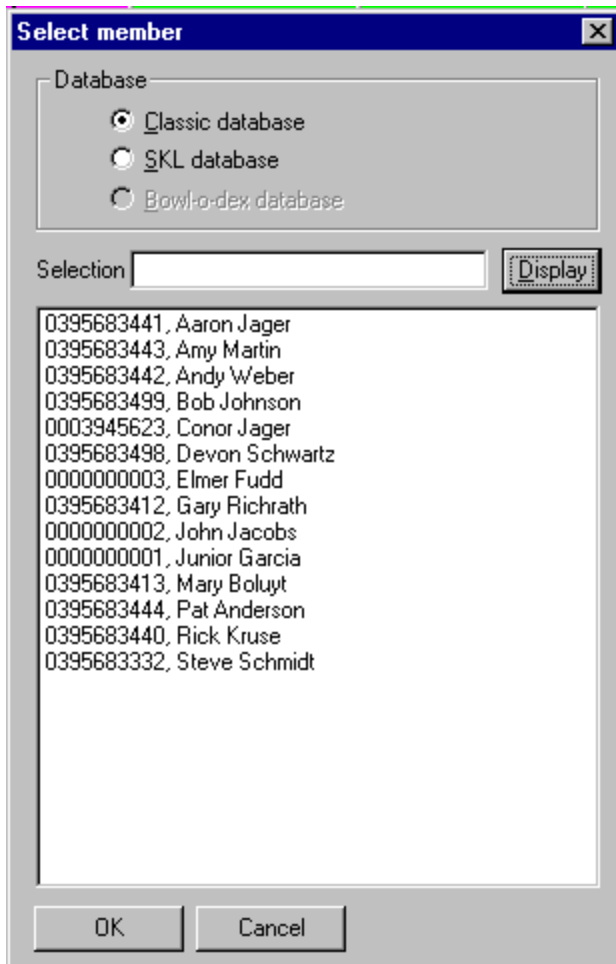 Select member
Database
Classic database
SKL database
Bowl-o-dex database
Selection Display
0395683441, Aaron Jager
0395683443, Amy Martin
0395683442, Andy Weber
0395683499, Bob Johnson
0003945623, Conor Jager
0395683498, Devon Schwartz
0000000003, Elmer Fudd
0395683412, Gary Richrath
0000000002, John Jacobs
0000000001, Junior Garcia
0395683413, Mary Boluyt
0395683444, Pat Anderson
0395683440, Rick Kruse
0395683332, Steve Schmidt
OK Cancel